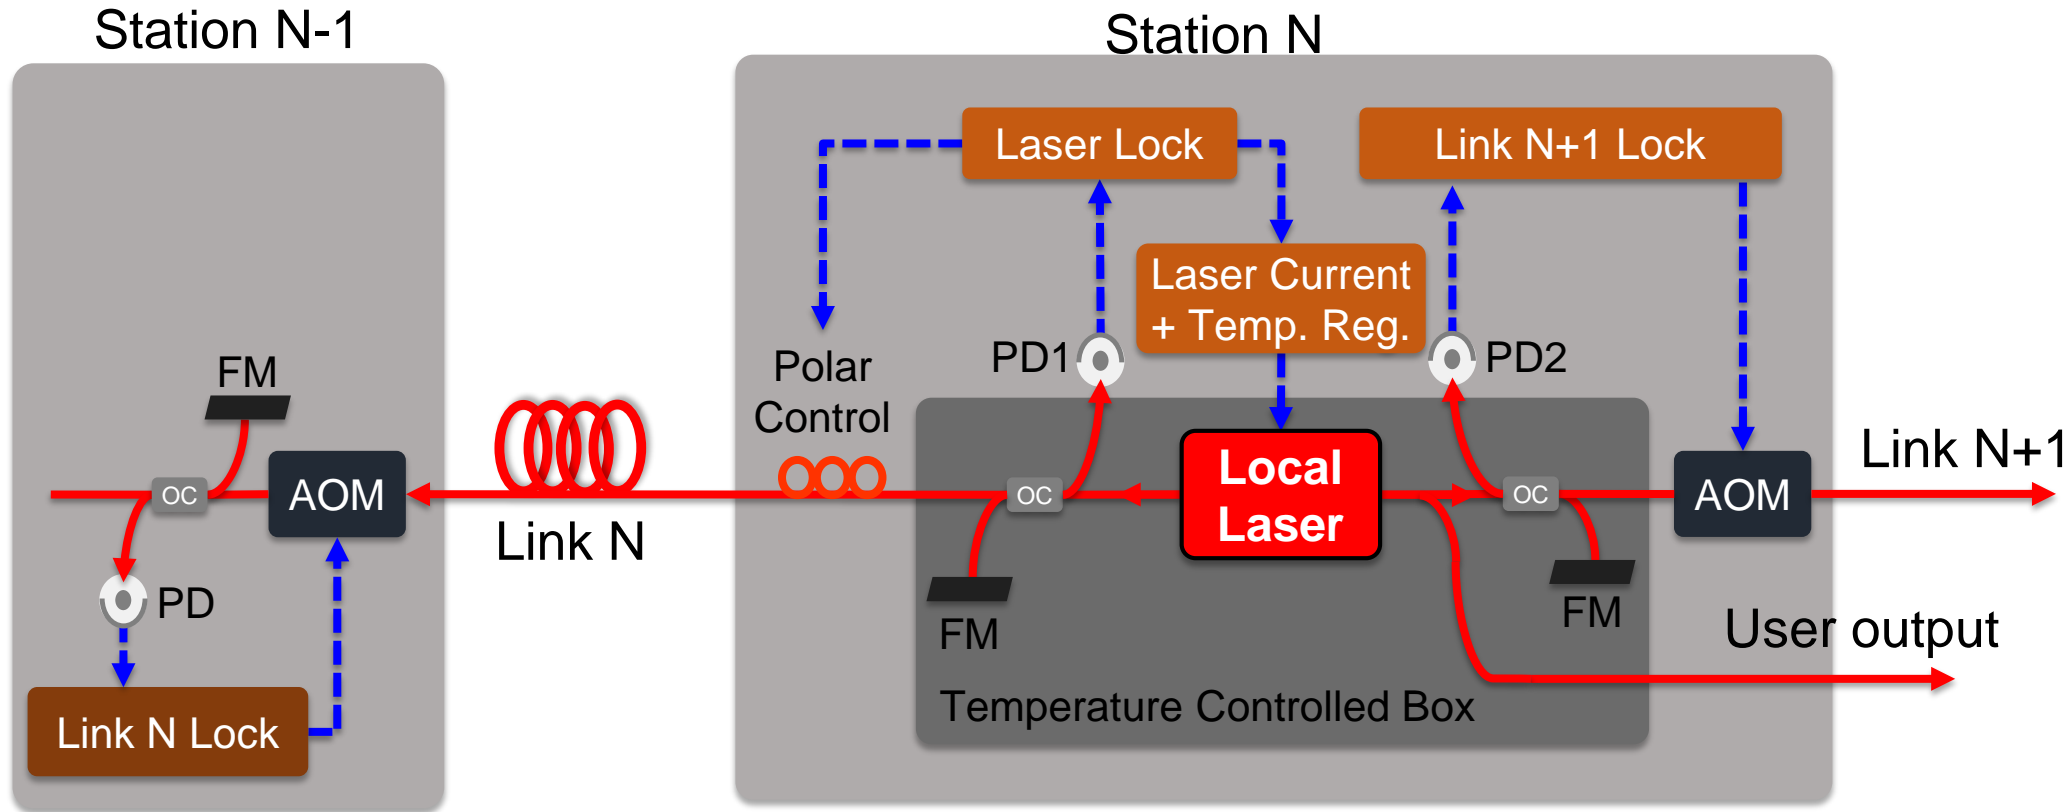 Station N-1
Station N
Laser Lock
Link N+1 Lock
Laser Current
+ Temp. Reg.
PD1
PD2
Polar
Control
FM
OC
AOM
Link N
PD
Link N Lock
OC
Local
Laser
OC
AOM
Link N+1
FM
FM
User output
Temperature Controlled Box